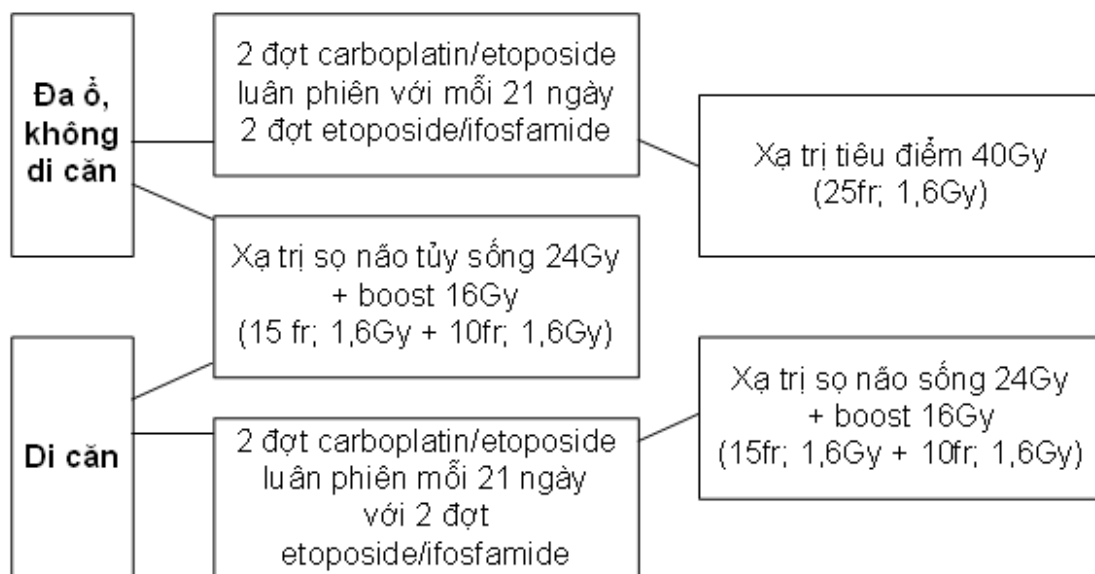 Đa ổ,
không
di căn
2 đợt carboplatin/etoposide
luân phiên với mỗi 21 ngày
2 đợt etoposide/ifosfamide
Xạ trị tiêu điểm 40Gy
(25fr; 1,6Gy)
Xạ trị sọ não tủy sống 24Gy
+ boost 16Gy
(15 fr; 1,6Gy + 10fr; 1,6Gy)
Di căn
2 đợt carboplatin/etoposide
luân phiên mỗi 21 ngày
với 2 đợt
etoposide/ifosfamide
Xạ trị sọ não sống 24Gy
+ boost 16Gy
(15fr; 1,6Gy + 10fr; 1,6Gy)